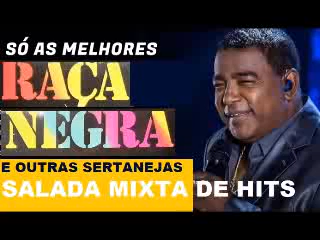 SÓ AS MELHORES
RAÇA
NEGRA
E OUTRAS SERTANEJAS
SALADA MIXTA DE HITS